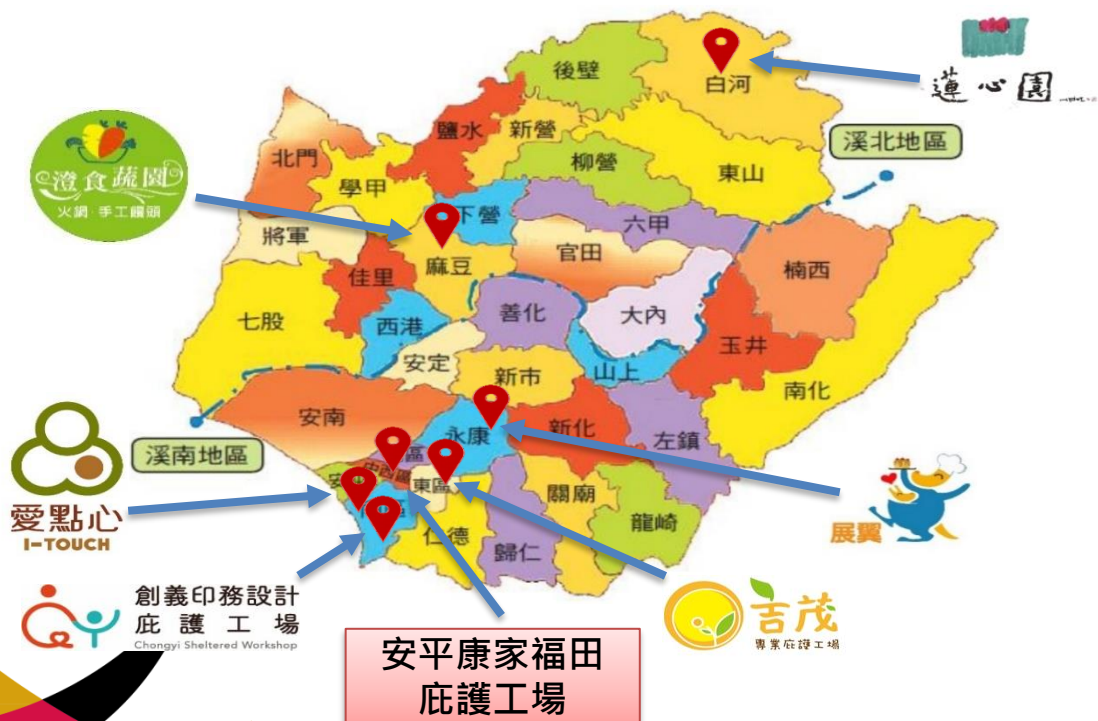 後壁
白河
蓮心園
鹽水
新營
溪北地區
北門
柳營
東山
學甲
澄食蔬園
火鍋·手工饅頭
下營
六甲
將軍
官田
楠西
麻豆
佳里
七股
善化
大內
西港
玉井
安定
山上
新市
南化
安南
永康
新化
左鎮
溪南地區
區
中西區
東區
安
愛點心
I-TOUCH
關廟
龍崎
仁德
歸仁
展翼
創義印務設計
庇護工場
Chongyi Sheltered Workshop
吉茂
專業庇護工場
安平康家福田
庇護工場